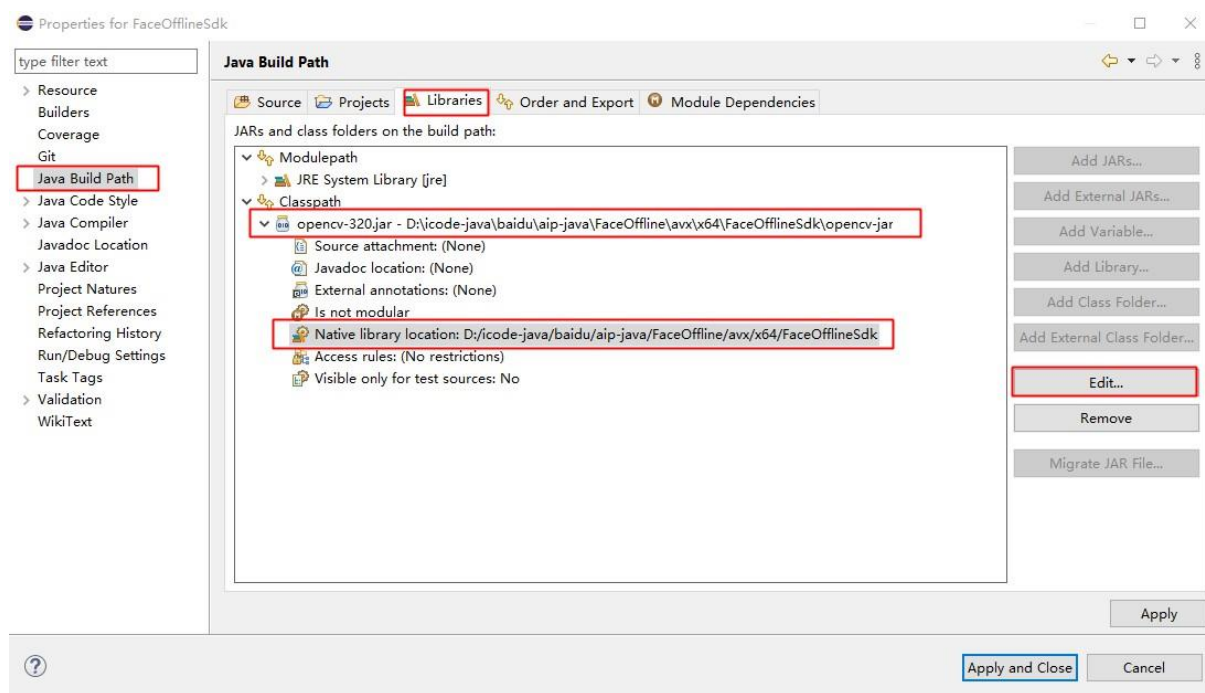 Properties for FaceOfflineSdk
type filter text
Resource
Builders
Coverage
Git
Java Build Path
Java Code Style
Java Compiler
Javadoc Location
Java Editor
Project Natures
Project References
Refactoring History
Run/Debug Settings
Task Tags
Validation
WikiText
Java Build Path
Source Projects Libraries Order and Export Module Dependencies
JARs and class folders on the build path:
Modulepath
JRE System Library [jre]
Classpath
opencv-320.jar - D:\icode-java\baidu\aip-java\FaceOffline\avx\x64\FaceOfflineSdk\opencv-jar
Source attachment: (None)
Javadoc location: (None)
External annotations: (None)
Is not modular
Native library location: D:/icode-java/baidu/aip-java/FaceOffline/avx/x64/FaceOfflineSdk
Access rules: (No restrictions)
Visible only for test sources: No
Add JARs...
Add External JARs...
Add Variable...
Add Library...
Add Class Folder...
Add External Class Folder...
Edit...
Remove
Migrate JAR File...
Apply
Apply and Close Cancel